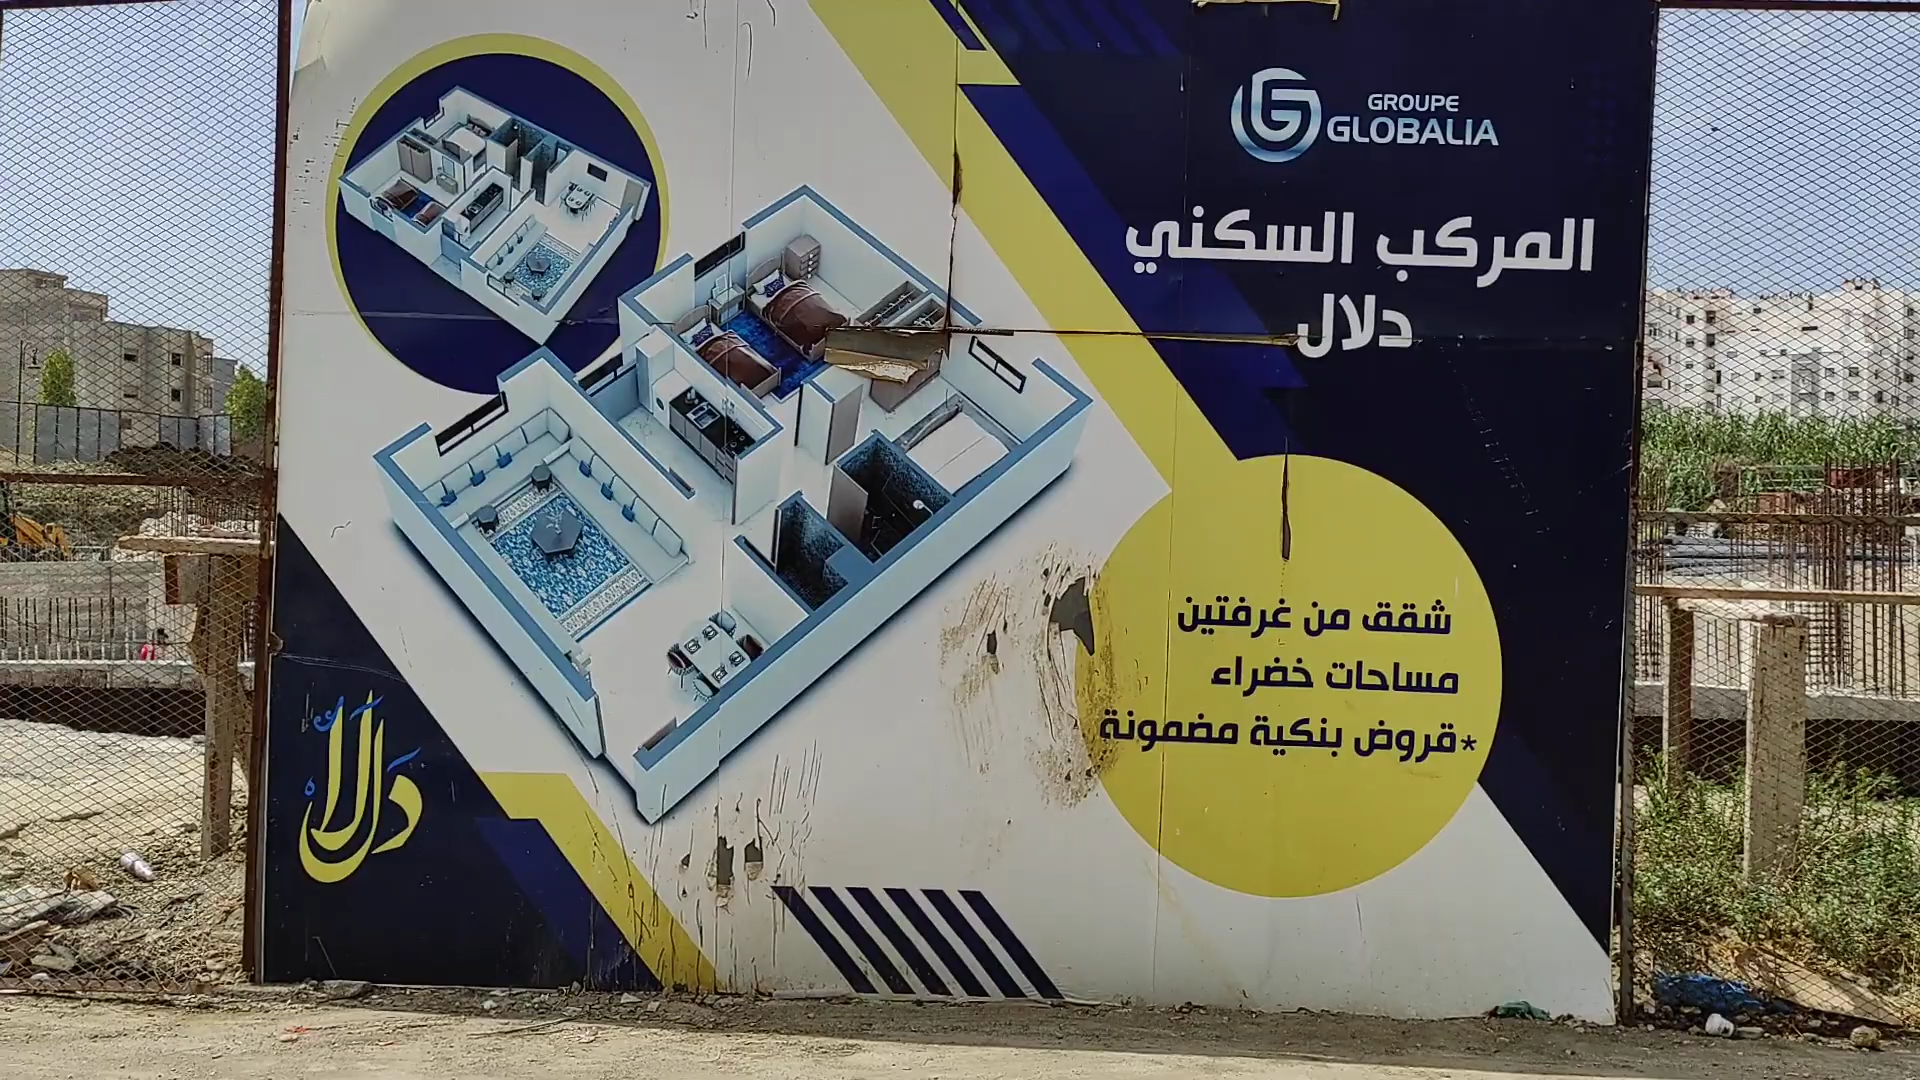 GROUPE
GLOBALIA
المركب السكني
دلال
شقق من غرفتين
مساحات خضراء
*قروض بنكية مضمونة
دلال